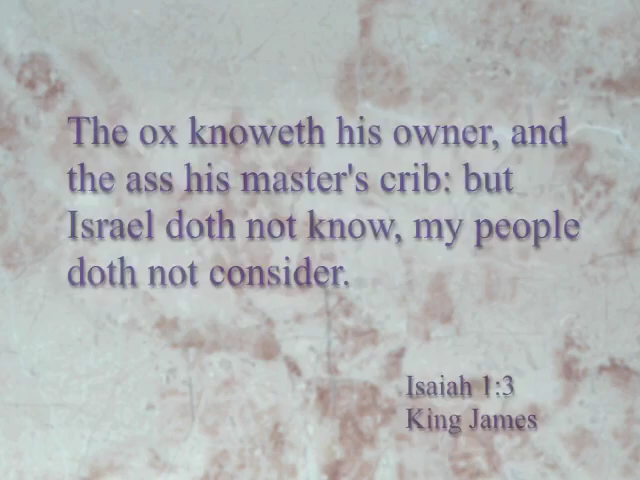 The ox knoweth his owner, and
the ass his master's crib: but
Israel doth not know, my people
doth not consider.
Isaiah 1:3
King James